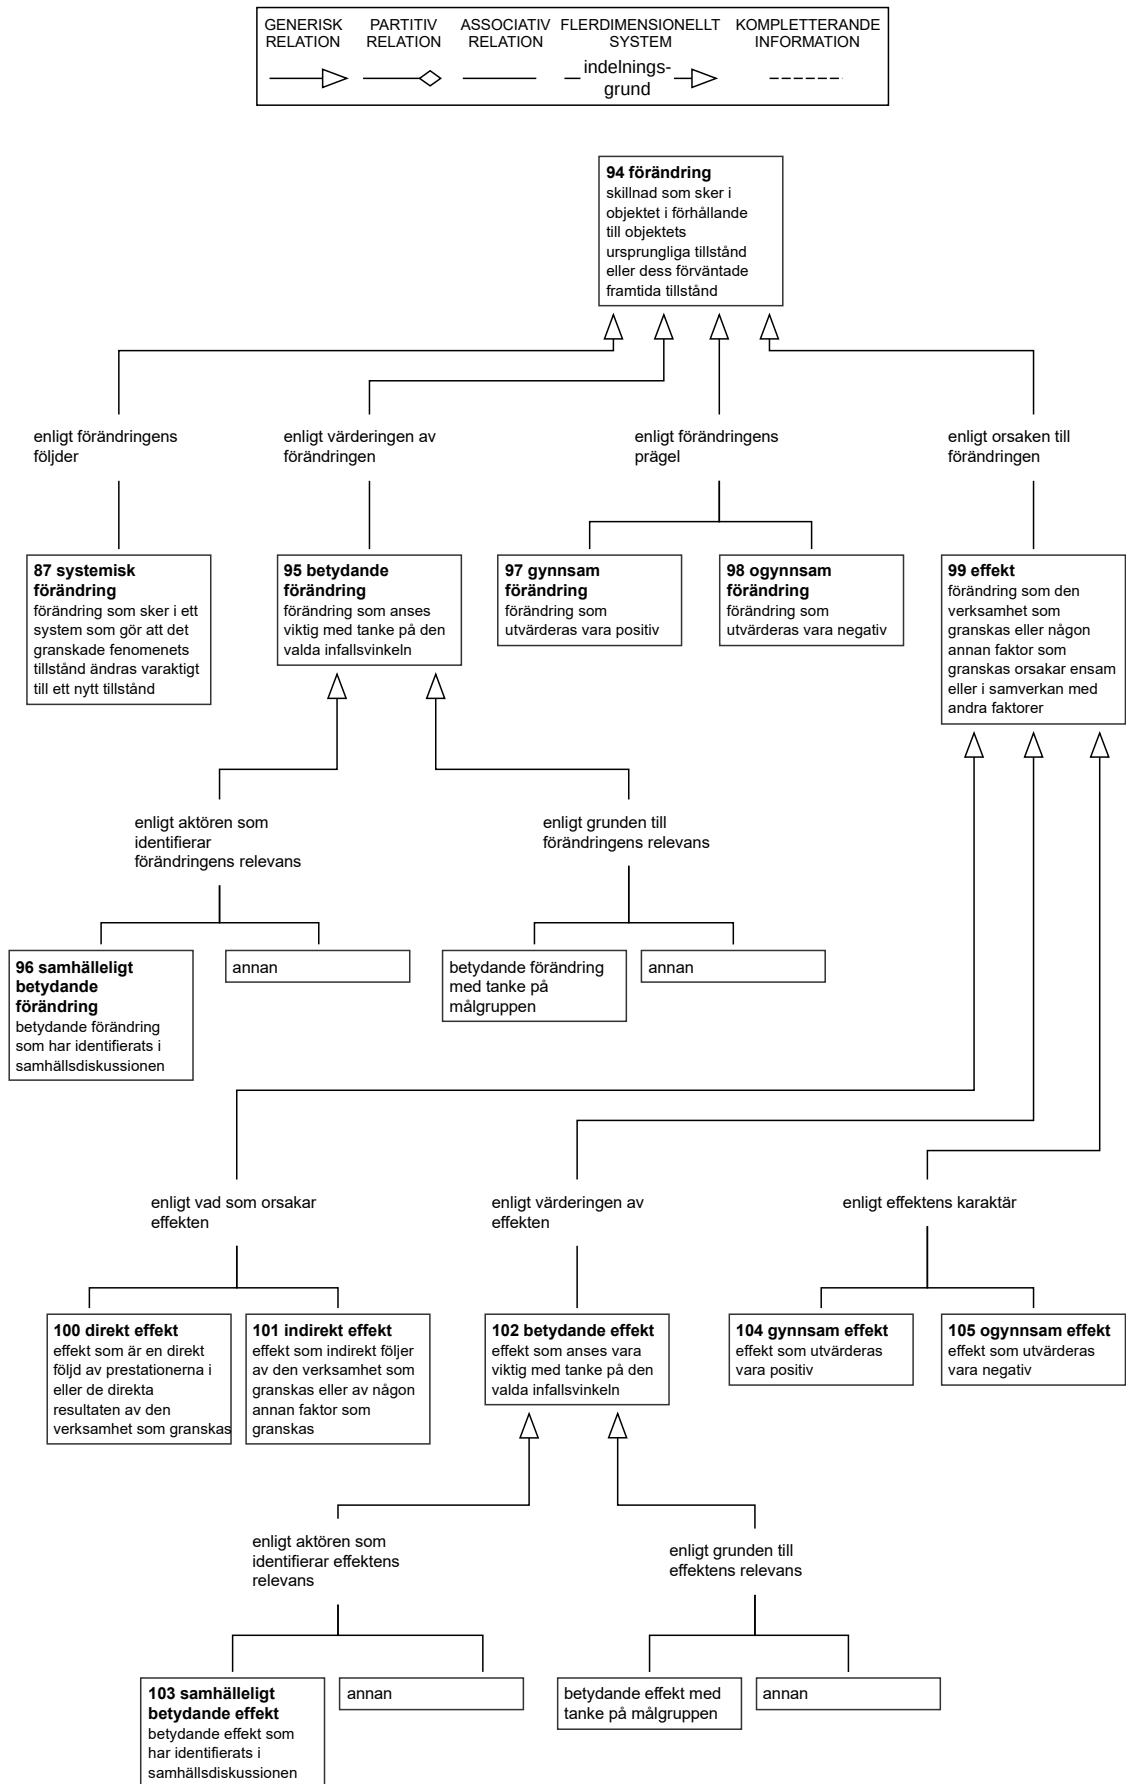 GENERISK
RELATION
PARTITIV
RELATION
ASSOCIATIV
RELATION
FLERDIMENSIONELLT
SYSTEM
indelnings-
grund
KOMPLETTERANDE
INFORMATION
94 förändring
skillnad som sker i
objektet i förhållande
till objektets
ursprungliga tillstånd
eller dess förväntade
framtida tillstånd
enligt förändringens
följder
enligt värderingen av
förändringen
enligt förändringens
prägel
enligt orsaken till
förändringen
87 systemisk
förändring
förändring som sker i ett
system som gör att det
granskade fenomenets
tillstånd ändras varaktigt
till ett nytt tillstånd
95 betydande
förändring
förändring som anses
viktig med tanke på den
valda infallsvinkeln
97 gynnsam
förändring
förändring som
utvärderas vara positiv
98 ogynnsam
förändring
förändring som
utvärderas vara negativ
99 effekt
förändring som den
verksamhet som
granskas eller någon
annan faktor som
granskas orsakar ensam
eller i samverkan med
andra faktorer
enligt aktören som
identifierar
förändringens relevans
enligt grunden till
förändringens relevans
96 samhälleligt
betydande
förändring
betydande förändring
som har identifierats i
samhällsdiskussionen
annan
betydande förändring
med tanke på
målgruppen
annan
enligt vad som orsakar
effekten
enligt värderingen av
effekten
enligt effektens karaktär
100 direkt effekt
effekt som är en direkt
följd av prestationerna i
eller de direkta
resultaten av den
verksamhet som granskas
101 indirekt effekt
effekt som indirekt följer
av den verksamhet som
granskas eller av någon
annan faktor som
granskas
102 betydande effekt
effekt som anses vara
viktig med tanke på den
valda infallsvinkeln
104 gynnsam effekt
effekt som utvärderas
vara positiv
105 ogynnsam effekt
effekt som utvärderas
vara negativ
enligt aktören som
identifierar effektens
relevans
enligt grunden till
effektens relevans
103 samhälleligt
betydande effekt
betydande effekt som
har identifierats i
samhällsdiskussionen
annan
betydande effekt med
tanke på målgruppen
annan